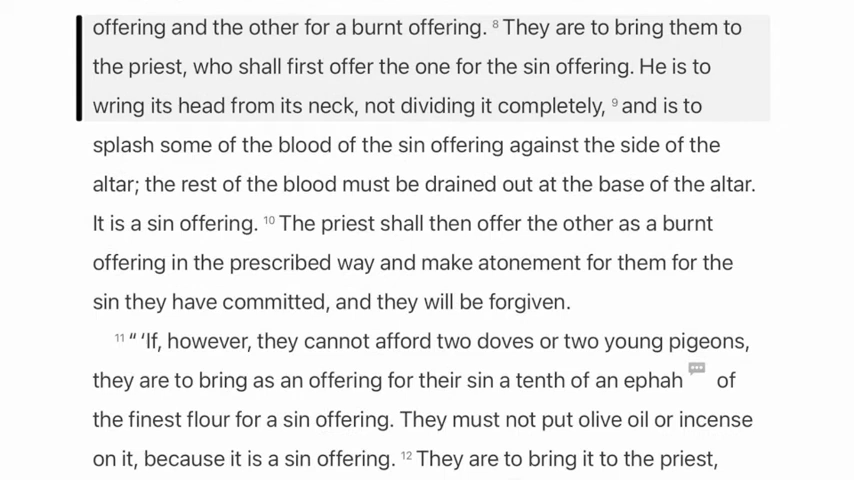 offering and the other for a burnt offering. 8 They are to bring them to
the priest, who shall first offer the one for the sin offering. He is to
wring its head from its neck, not dividing it completely, 9 and is to
splash some of the blood of the sin offering against the side of the
altar; the rest of the blood must be drained out at the base of the altar.
It is a sin offering. 10 The priest shall then offer the other as a burnt
offering in the prescribed way and make atonement for them for the
sin they have committed, and they will be forgiven.
11 “ ‘If, however, they cannot afford two doves or two young pigeons,
they are to bring as an offering for their sin a tenth of an ephah of
the finest flour for a sin offering. They must not put olive oil or incense
on it, because it is a sin offering. 12 They are to bring it to the priest,